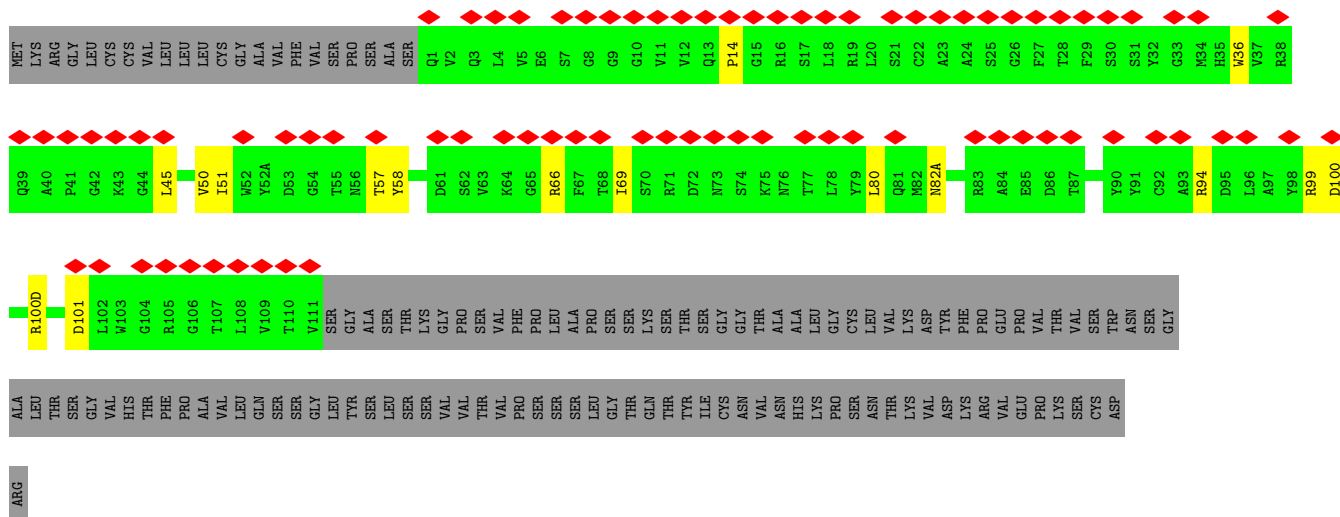 MET LYS ARG GLY LEU CYS CYS VAL LEU LEU LEU CYS GLY ALA VAL PHE VAL SER PRO SER ALA SER Q1 V2 Q3 L4 V5 E6 S7 G8 G9 G10 V11 V12 Q13 P14 G15 R16 S17 L18 R19 L20 S21 C22 A23 A24 S25 G26 F27 T28 F29 S30 S31 Y32 G33 M34 H35 W36 V37 R38
Q39 A40 P41 G42 K43 G44 L45 V50 I51 W52 Y52A D53 G54 T55 N56 T57 Y58 D61 S62 V63 K64 G65 R66 F67 T68 I69 S70 R71 D72 N73 S74 K75 N76 T77 L78 Y79 L80 Q81 M82 N82A R83 A84 E85 D86 T87 Y90 Y91 C92 A93 R94 D95 L96 A97 Y98 R99 D100
R100D D101 L102 W103 G104 R105 G106 T107 L108 V109 T110 V111 SER GLY ALA SER THR LYS GLY PRO SER VAL PHE PRO LEU ALA PRO SER SER LYS SER THR SER GLY GLY THR ALA ALA LEU GLY CYS LEU VAL LYS ASP TYR PHE PRO GLU PRO VAL THR VAL SER TRP ASN SER GLY
ALA LEU THR SER GLY VAL HIS THR PHE PRO ALA VAL LEU GLN SER SER GLY LEU TYR SER LEU SER SER VAL VAL THR VAL PRO SER SER SER LEU GLY THR GLN THR TYR ILE CYS ASN VAL ASN HIS LYS PRO SER ASN THR LYS VAL ASP LYS ARG VAL GLU PRO LYS SER CYS ASP
ARG